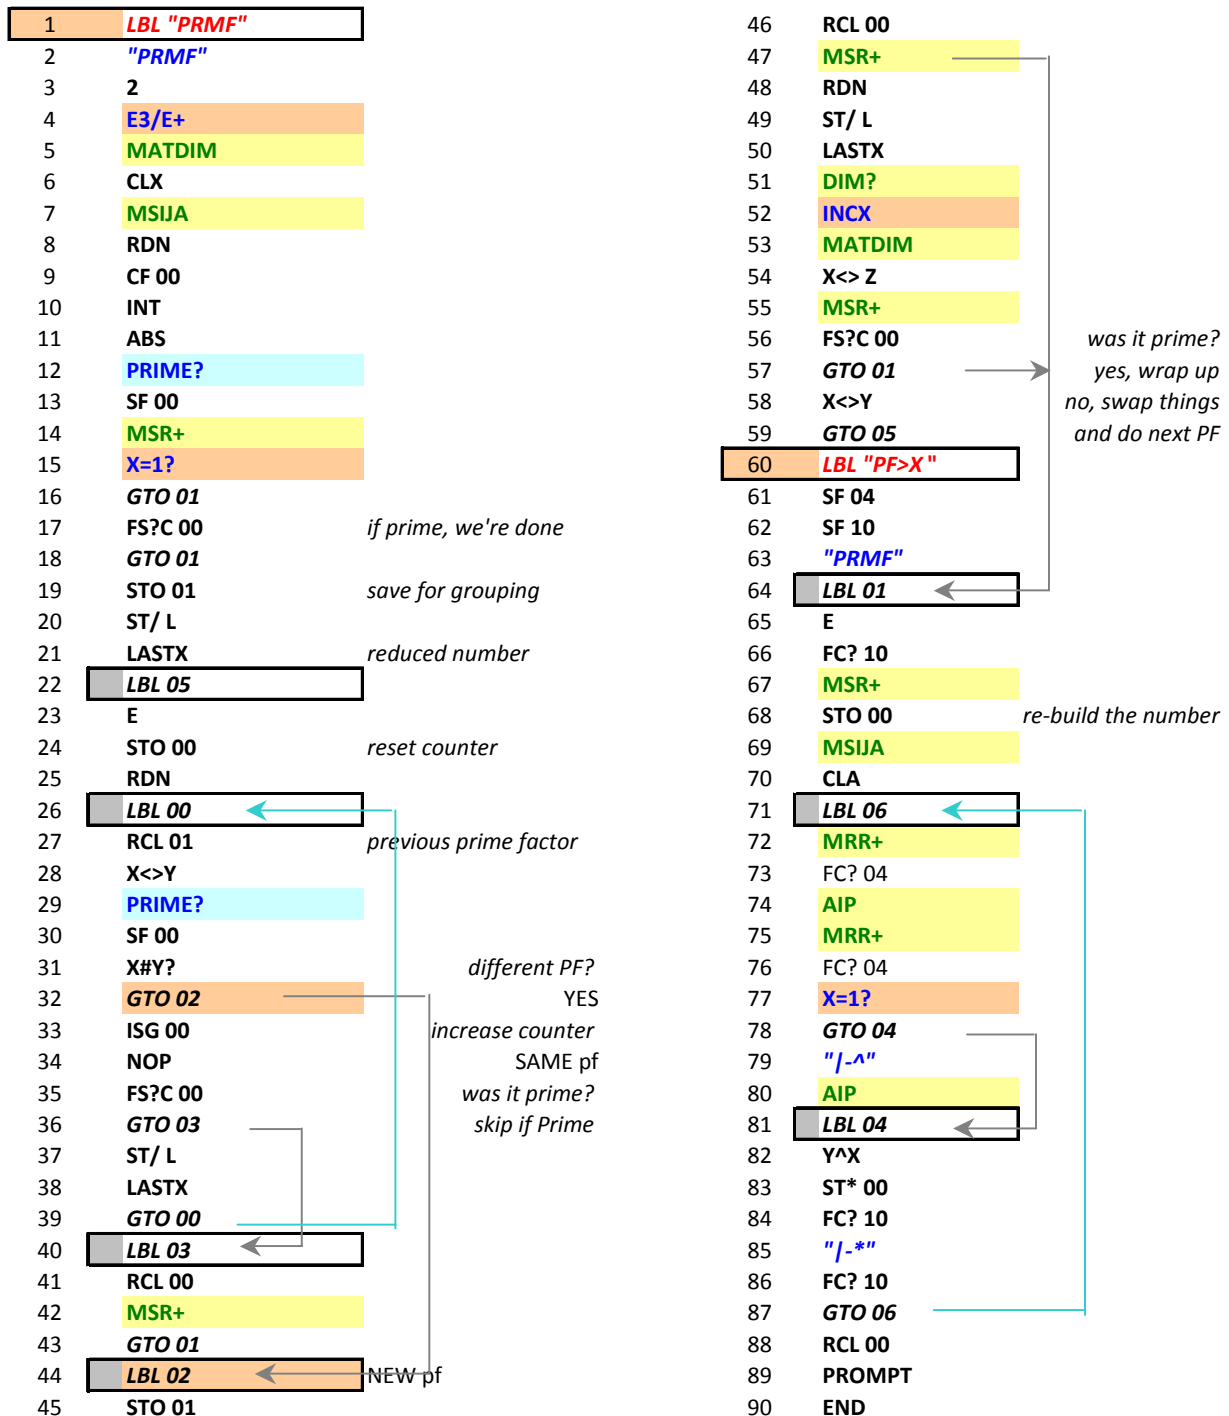 1 LBL "PRMF"
2 "PRMF"
3 2
4 E3/E+
5 MATDIM
6 CLX
7 MSIJA
8 RDN
9 CF 00
10 INT
11 ABS
12 PRIME?
13 SF 00
14 MSR+
15 X=1?
16 GTO 01
17 FS?C 00 if prime, we're done
18 GTO 01
19 STO 01 save for grouping
20 ST/ L
21 LASTX reduced number
22 LBL 05
23 E
24 STO 00 reset counter
25 RDN
26 LBL 00
27 RCL 01 previous prime factor
28 X<>Y
29 PRIME?
30 SF 00
31 X#Y? different PF?
32 GTO 02 YES
33 ISG 00 increase counter
34 NOP SAME pf
35 FS?C 00 was it prime?
36 GTO 03 skip if Prime
37 ST/ L
38 LASTX
39 GTO 00
40 LBL 03
41 RCL 00
42 MSR+
43 GTO 01
44 LBL 02 NEW pf
45 STO 01
46 RCL 00
47 MSR+
48 RDN
49 ST/ L
50 LASTX
51 DIM?
52 INCX
53 MATDIM
54 X<> Z
55 MSR+
56 FS?C 00 was it prime?
57 GTO 01 yes, wrap up
58 X<>Y no, swap things
59 GTO 05 and do next PF
60 LBL "PF>X "
61 SF 04
62 SF 10
63 "PRMF"
64 LBL 01
65 E
66 FC? 10
67 MSR+
68 STO 00 re-build the number
69 MSIJA
70 CLA
71 LBL 06
72 MRR+
73 FC? 04
74 AIP
75 MRR+
76 FC? 04
77 X=1?
78 GTO 04
79 "|-^"
80 AIP
81 LBL 04
82 Y^X
83 ST* 00
84 FC? 10
85 "|-*"
86 FC? 10
87 GTO 06
88 RCL 00
89 PROMPT
90 END